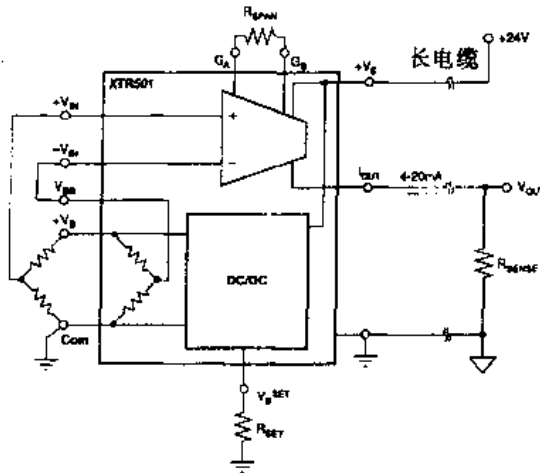 R_SPAN
G_A
G_B
+24V
XTR501
+V_S
长电缆
+V_IN
-V_IN
I_OUT
4-20mA
V_OUT
V_BB
+V_B
DC/DC
R_SENSE
Com
V_B SET
R_SET